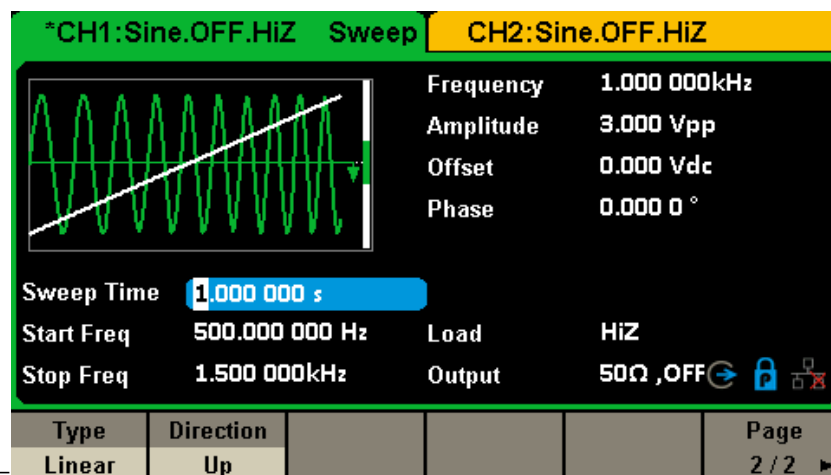 *CH1:Sine.OFF.HiZ Sweep CH2:Sine.OFF.HiZ
Frequency 1.000 000kHz
Amplitude 3.000 Vpp
Offset 0.000 Vdc
Phase 0.000 0 °
Sweep Time 1.000 000 s
Start Freq 500.000 000 Hz Load HiZ
Stop Freq 1.500 000kHz Output 50Ω ,OFF P
Type Direction Page
Linear Up 2 / 2